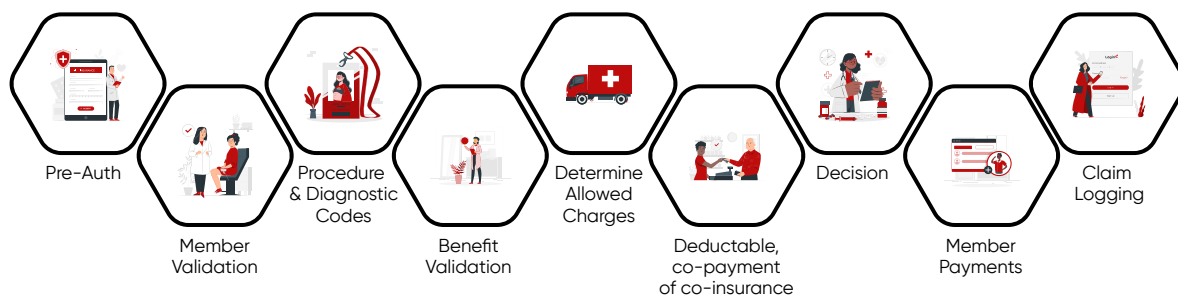 Pre-Auth
Member
Validation
Procedure
& Diagnostic
Codes
Benefit
Validation
Determine
Allowed
Charges
Deductable,
co-payment
of co-insurance
Decision
Member
Payments
Claim
Logging